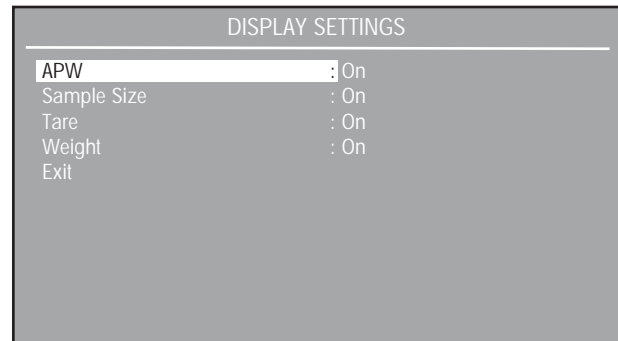 DISPLAY SETTINGS
APW : On
Sample Size : On
Tare : On
Weight : On
Exit